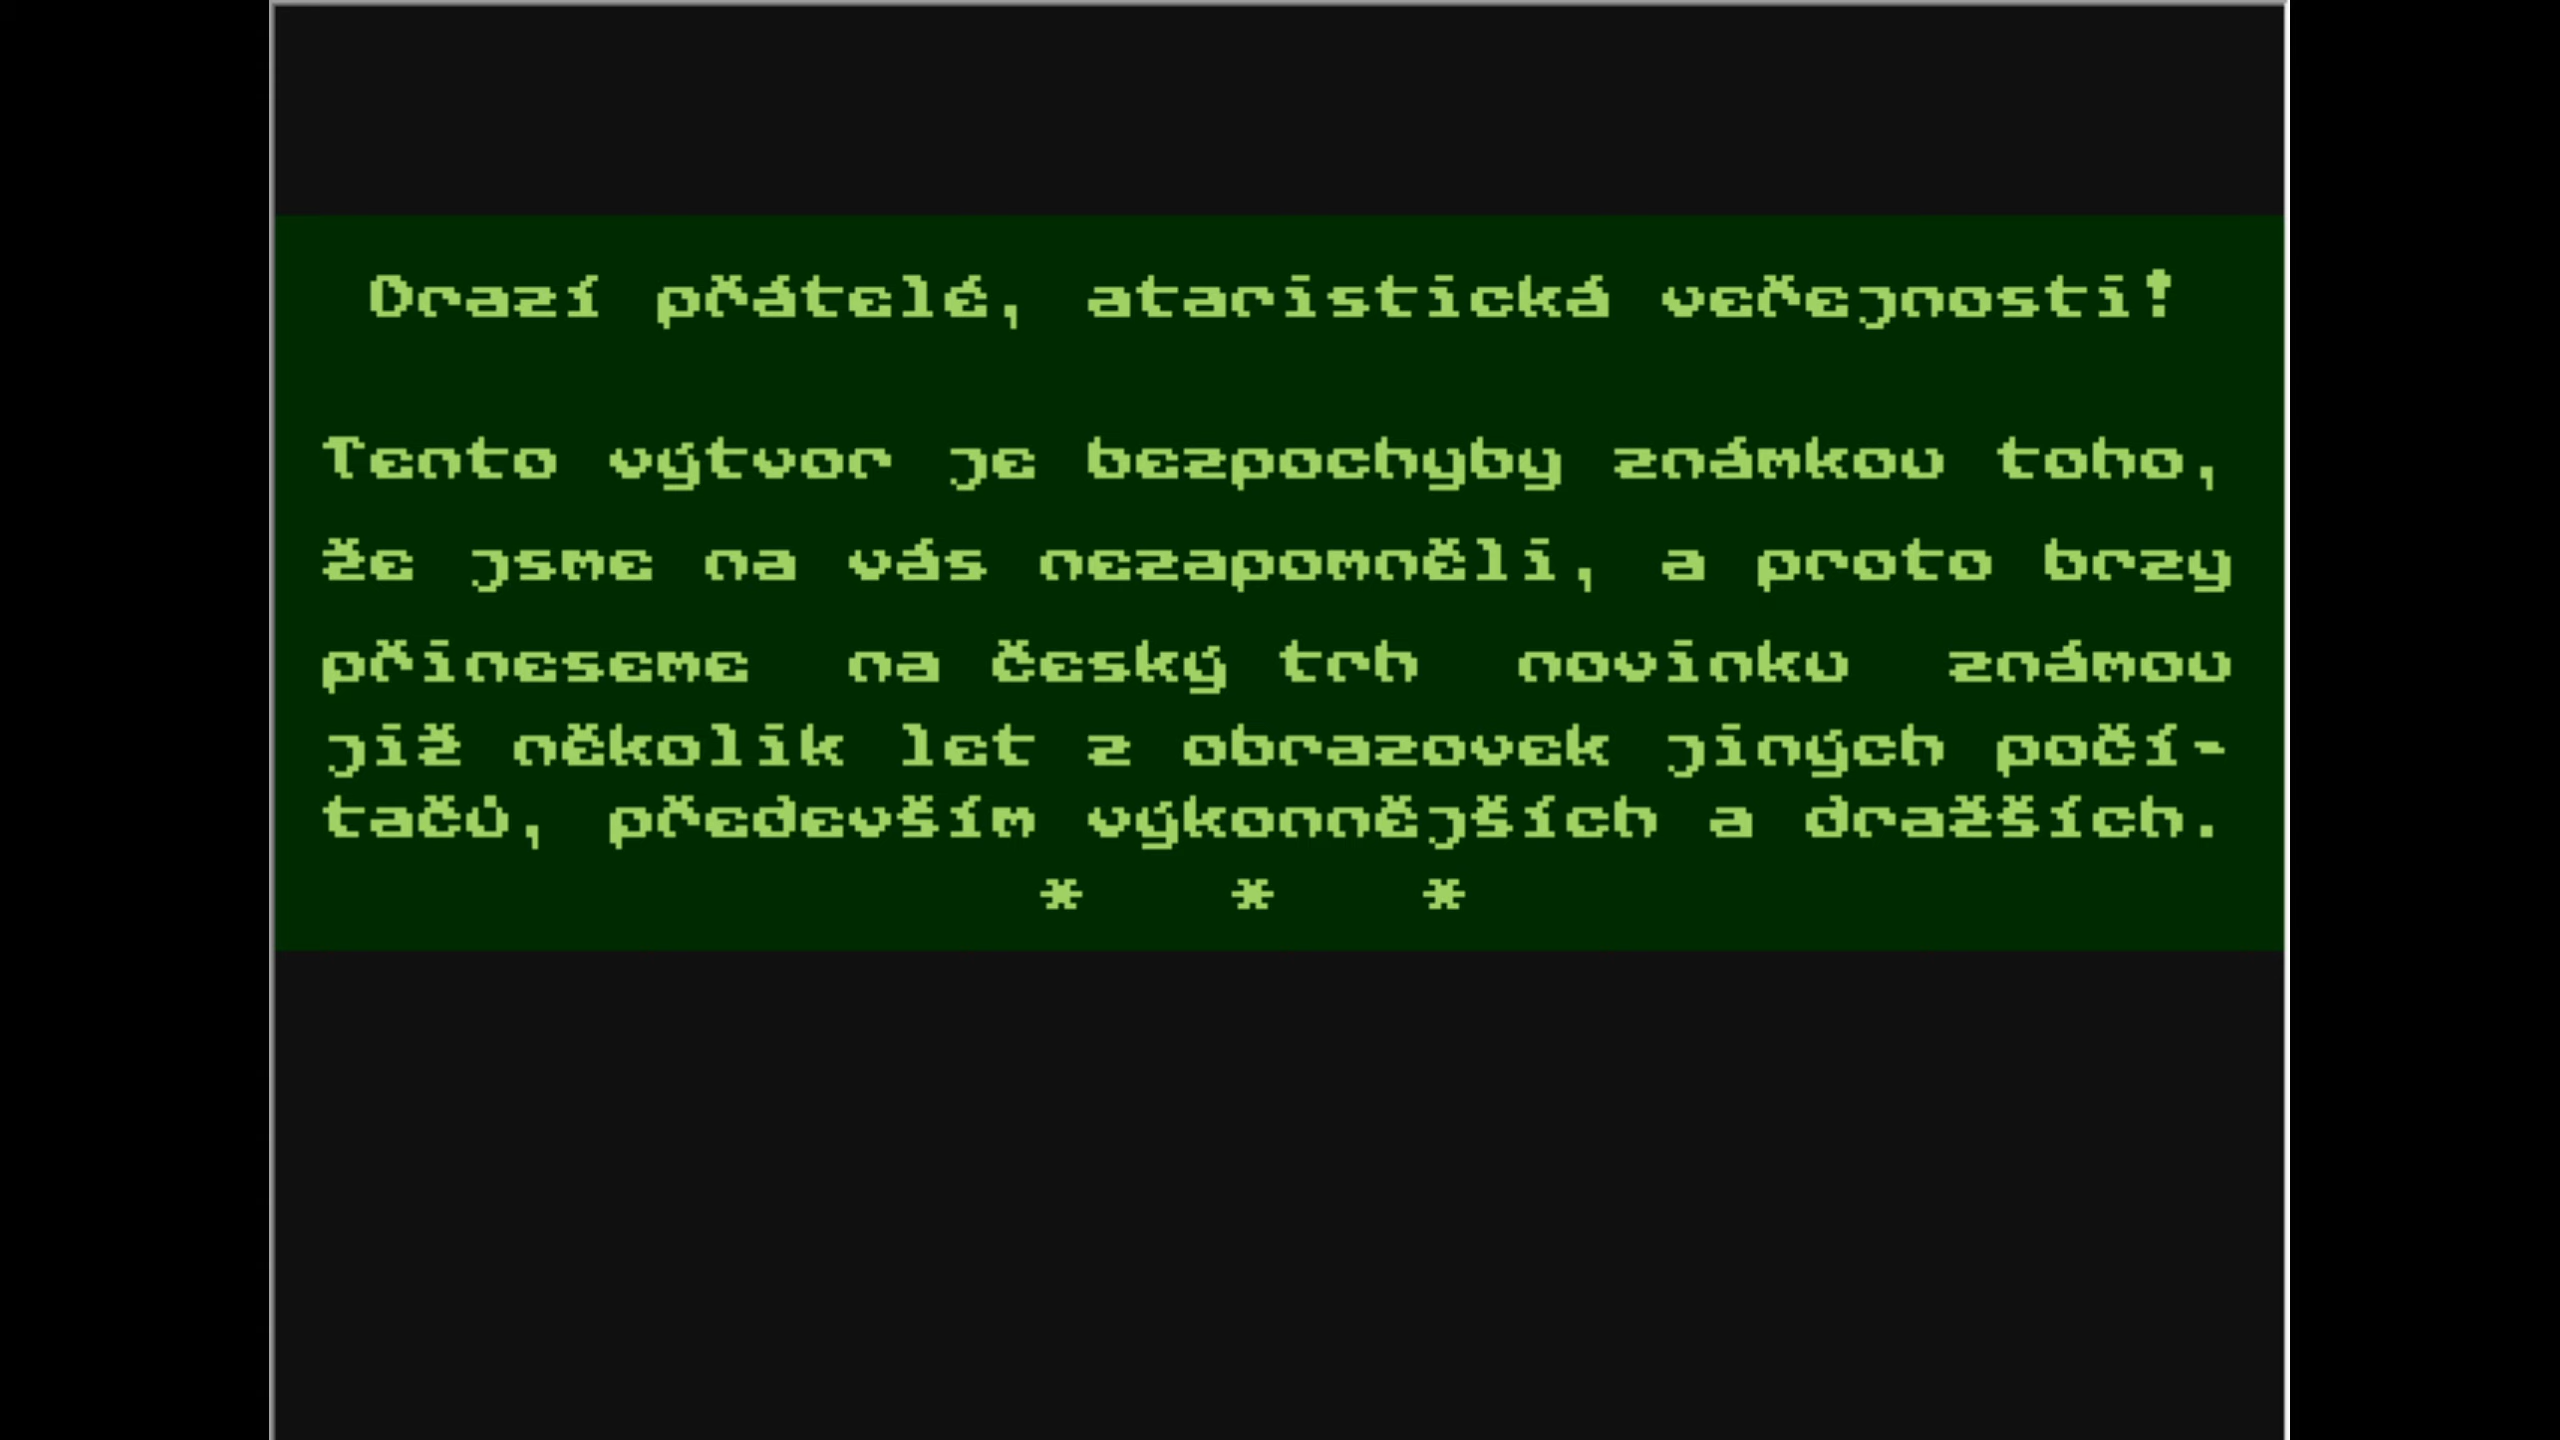 Drazí přátelé, ataristická veřejnosti!
Tento výtvor je bezpochyby známkou toho,
že jsme na vás nezapomněli, a proto brzy
přineseme  na český trh  novinku  známou
již několik let z obrazovek jiných počí-
tačů, především výkonnějších a dražších.
*   *   *